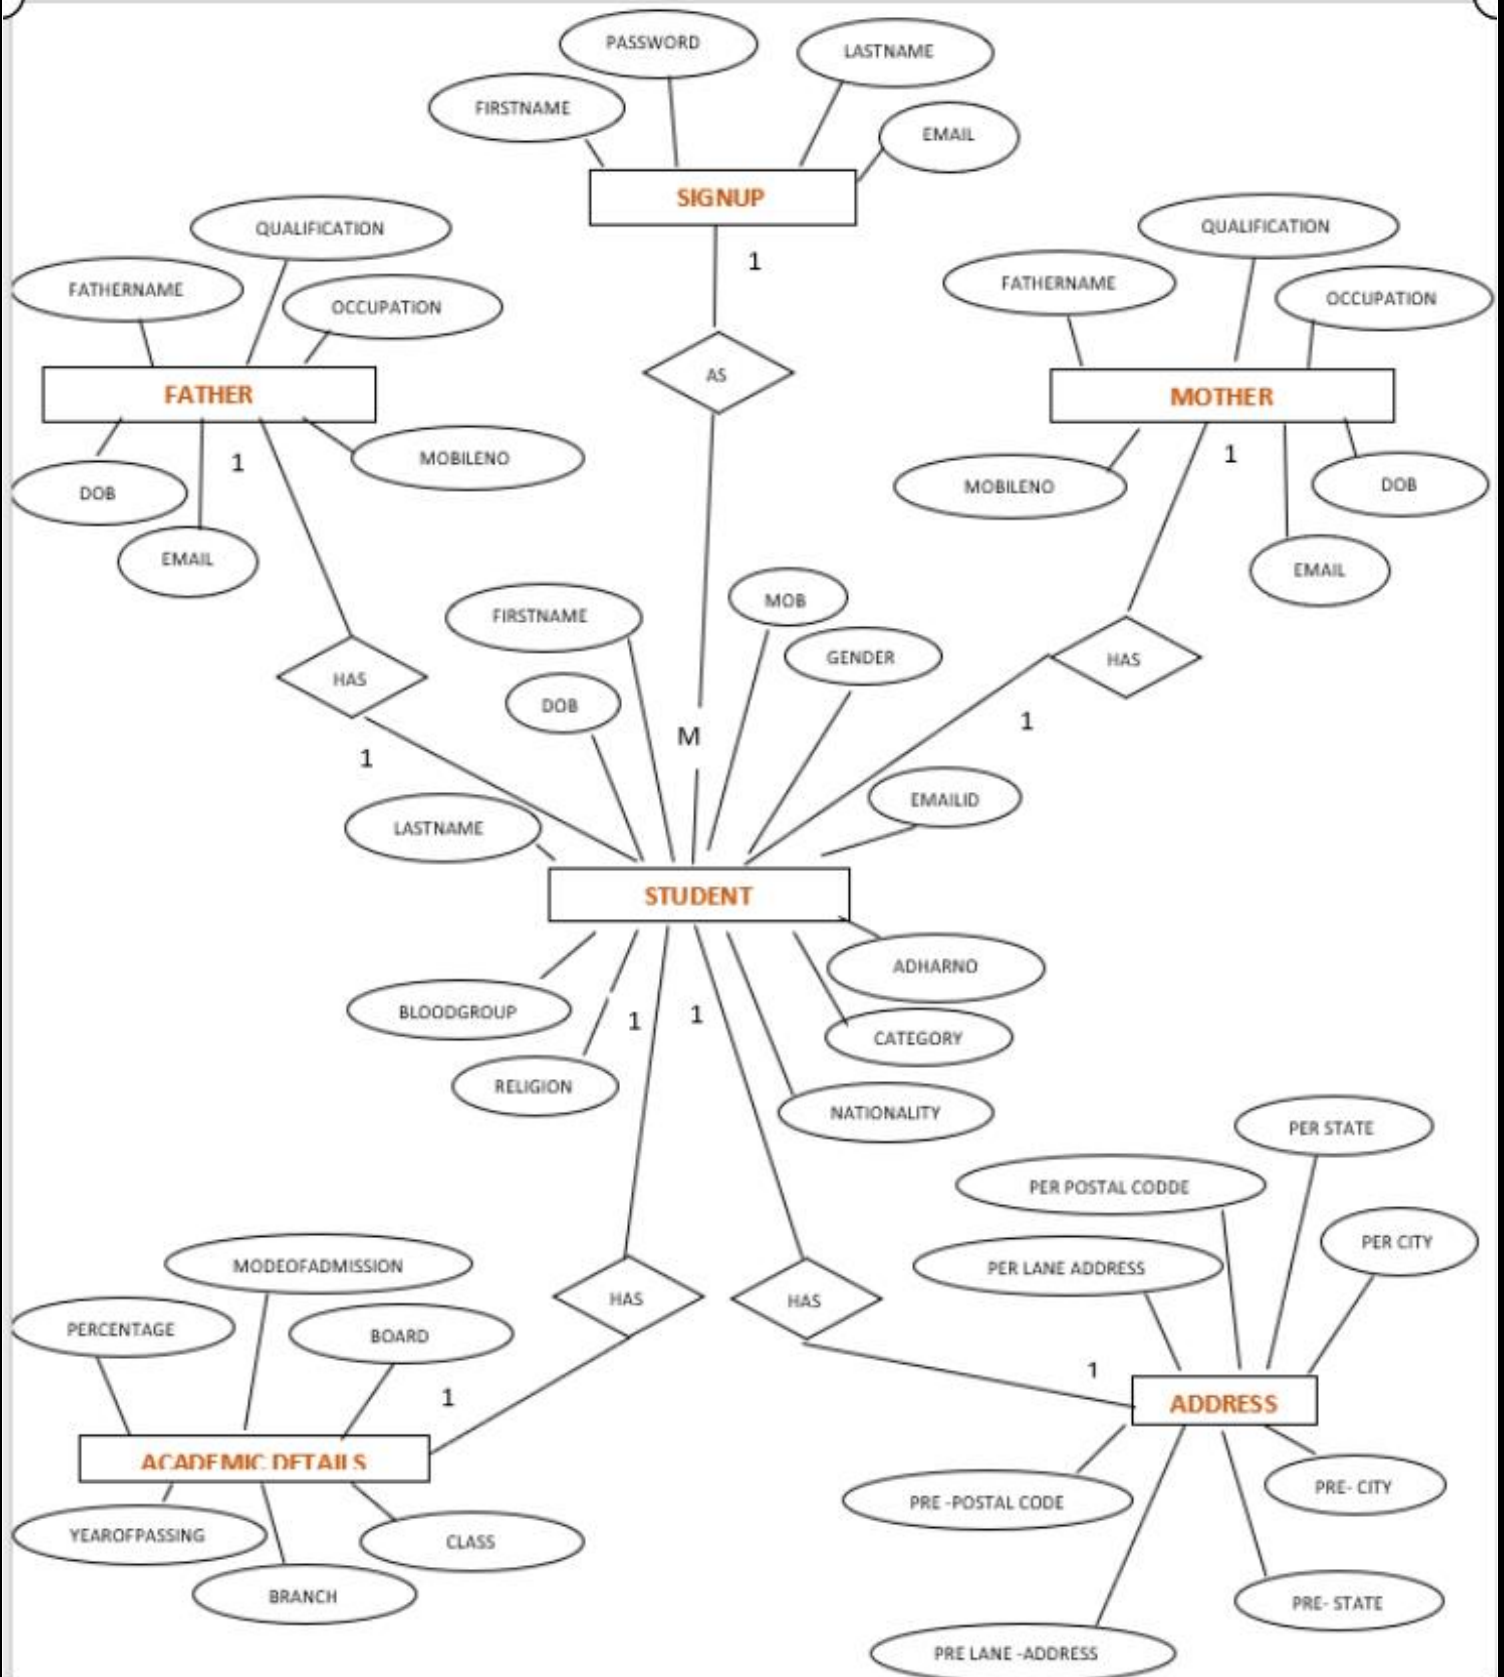 PASSWORD
LASTNAME
FIRSTNAME
EMAIL
SIGNUP
1
QUALIFICATION
FATHERNAME
OCCUPATION
FATHER
1
MOBILENO
DOB
EMAIL
AS
QUALIFICATION
FATHERNAME
OCCUPATION
MOTHER
1
MOBILENO
DOB
EMAIL
HAS
1
HAS
1
FIRSTNAME
MOB
GENDER
DOB
M
EMAILID
LASTNAME
STUDENT
ADHARNO
BLOODGROUP
1
1
CATEGORY
RELIGION
NATIONALITY
HAS
HAS
MODEOFADMISSION
PERCENTAGE
BOARD
1
ACADEMIC DETAILS
YEAROFPASSING
CLASS
BRANCH
PER STATE
PER POSTAL CODDE
PER CITY
PER LANE ADDRESS
1
ADDRESS
PRE- CITY
PRE -POSTAL CODE
PRE- STATE
PRE LANE -ADDRESS